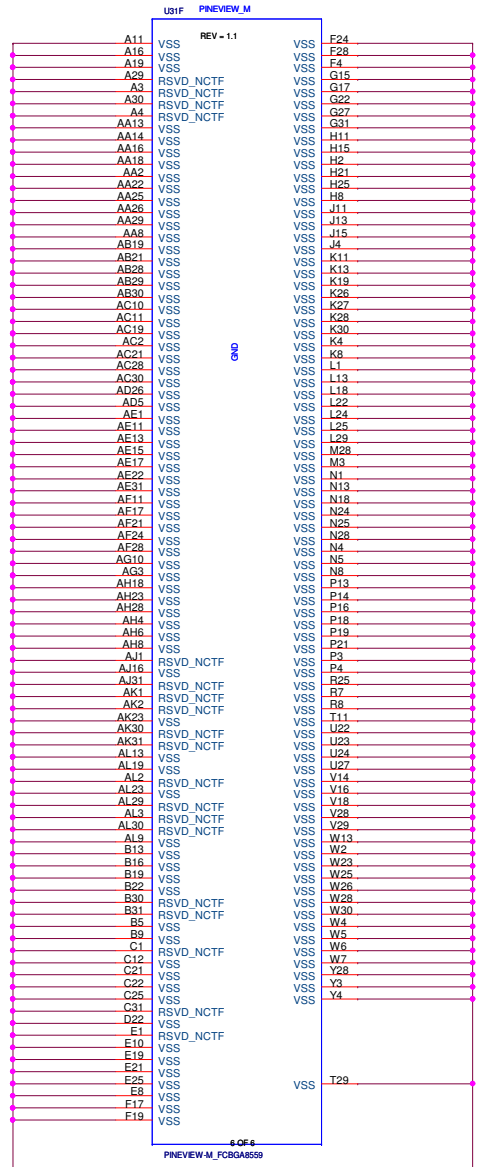 U31F PINEVIEW_M
REV = 1.1
A11 VSS VSS F24
A16 VSS VSS F28
A19 VSS VSS F4
A29 RSVD_NCTF VSS G15
A3 RSVD_NCTF VSS G17
A30 RSVD_NCTF VSS G22
A4 RSVD_NCTF VSS G27
AA13 VSS VSS G31
AA14 VSS VSS H11
AA16 VSS VSS H15
AA18 VSS VSS H2
AA2 VSS VSS H21
AA22 VSS VSS H25
AA25 VSS VSS H8
AA26 VSS VSS J11
AA29 VSS VSS J13
AA8 VSS VSS J15
AB19 VSS VSS J4
AB21 VSS VSS K11
AB28 VSS VSS K13
AB29 VSS VSS K19
AB30 VSS VSS K26
AC10 VSS VSS K27
AC11 VSS VSS K28
AC19 VSS VSS K30
AC2 VSS VSS K4
GND
AC21 VSS VSS K8
AC28 VSS VSS L1
AC30 VSS VSS L13
AD26 VSS VSS L18
AD5 VSS VSS L22
AE1 VSS VSS L24
AE11 VSS VSS L25
AE13 VSS VSS L29
AE15 VSS VSS M28
AE17 VSS VSS M3
AE22 VSS VSS N1
AE31 VSS VSS N13
AF11 VSS VSS N18
AF17 VSS VSS N24
AF21 VSS VSS N25
AF24 VSS VSS N28
AF28 VSS VSS N4
AG10 VSS VSS N5
AG3 VSS VSS N8
AH18 VSS VSS P13
AH23 VSS VSS P14
AH28 VSS VSS P16
AH4 VSS VSS P18
AH6 VSS VSS P19
AH8 VSS VSS P21
AJ1 RSVD_NCTF VSS P3
AJ16 VSS VSS P4
AJ31 RSVD_NCTF VSS R25
AK1 RSVD_NCTF VSS R7
AK2 RSVD_NCTF VSS R8
AK23 VSS VSS T11
AK30 RSVD_NCTF VSS U22
AK31 RSVD_NCTF VSS U23
AL13 VSS VSS U24
AL19 VSS VSS U27
AL2 RSVD_NCTF VSS V14
AL23 VSS VSS V16
AL29 RSVD_NCTF VSS V18
AL3 RSVD_NCTF VSS V28
AL30 RSVD_NCTF VSS V29
AL9 VSS VSS W13
B13 VSS VSS W2
B16 VSS VSS W23
B19 VSS VSS W25
B22 VSS VSS W26
B30 RSVD_NCTF VSS W28
B31 RSVD_NCTF VSS W30
B5 VSS VSS W4
B9 VSS VSS W5
C1 RSVD_NCTF VSS W6
C12 VSS VSS W7
C21 VSS VSS Y28
C22 VSS VSS Y3
C25 VSS VSS Y4
C31 RSVD_NCTF
D22 VSS
E1 RSVD_NCTF
E10 VSS
E19 VSS
E21 VSS
E25 VSS VSS T29
E8 VSS
F17 VSS
F19 VSS
6 OF 6
PINEVIEW-M_FCBGA8559